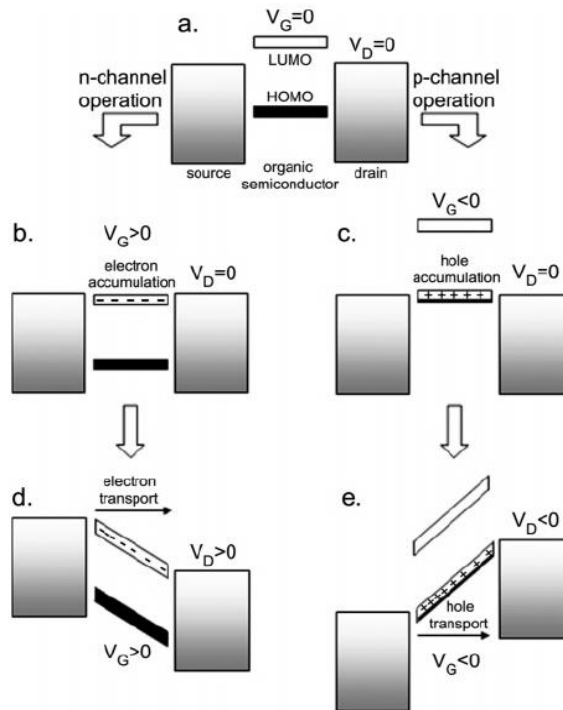 a.
V_G=0
LUMO
V_D=0
n-channel
operation
HOMO
p-channel
operation
source
organic
semiconductor
drain
b.
V_G>0
electron
accumulation
V_D=0
c.
V_G<0
hole
accumulation
V_D=0
d.
electron
transport
V_D>0
V_G>0
e.
V_D<0
hole
transport
V_G<0